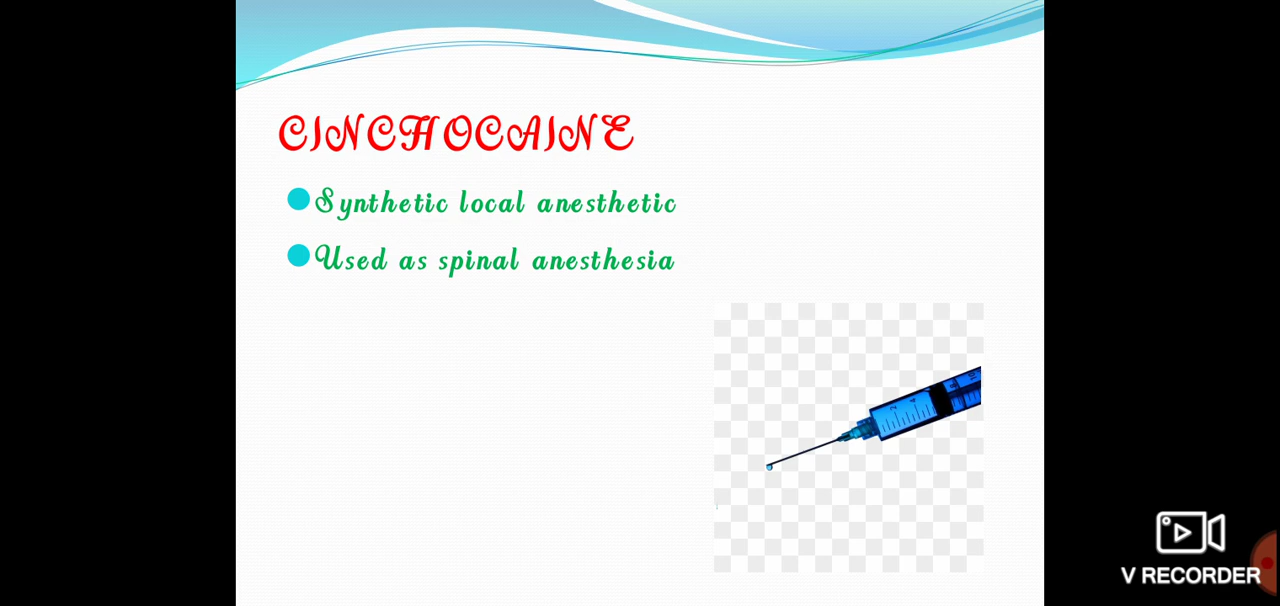 CINCHOCAINE
Synthetic local anesthetic
Used as spinal anesthesia
V RECORDER